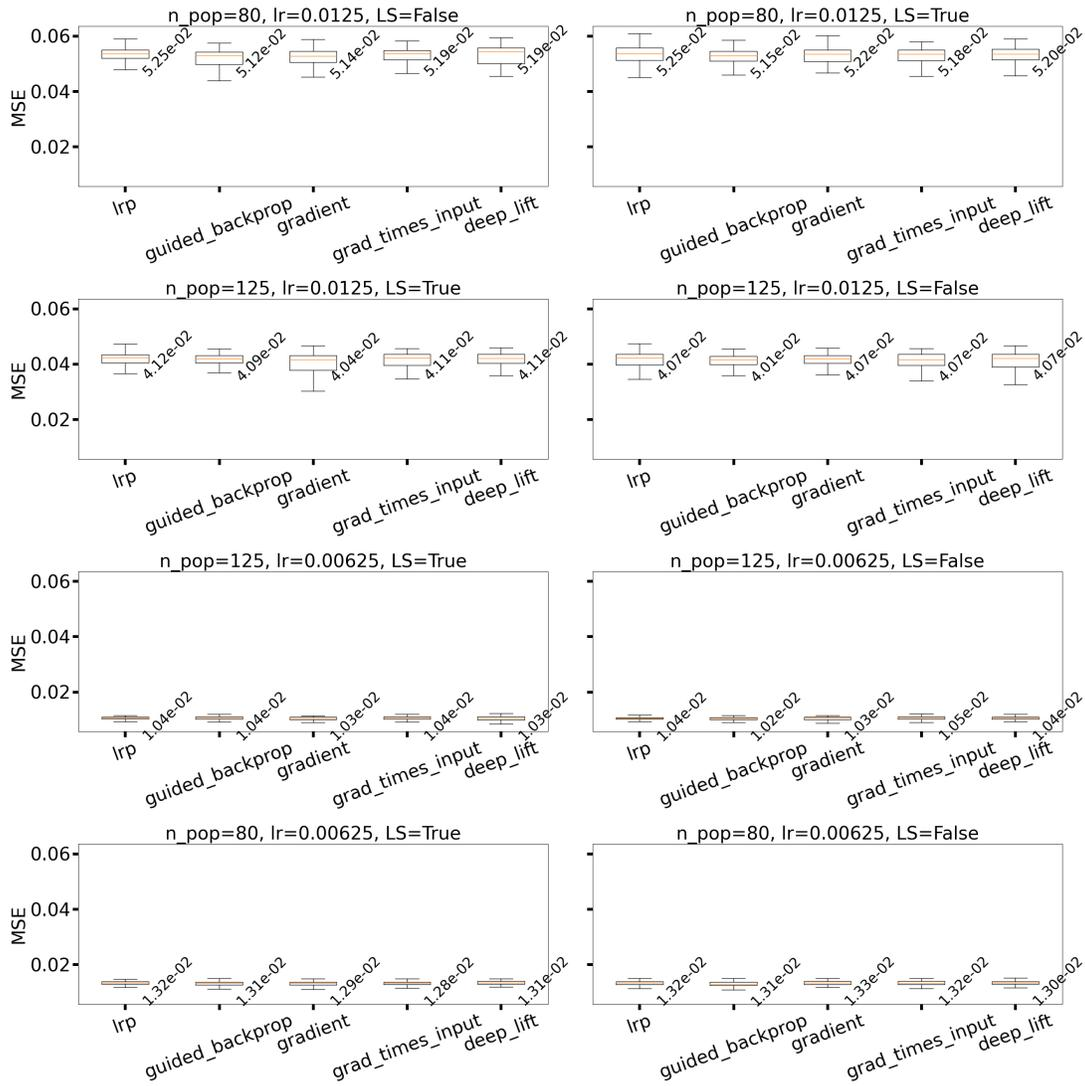 n_pop=80, lr=0.0125, LS=False
n_pop=80, lr=0.0125, LS=True
MSE
0.06
0.04
0.02
5.25e-02
5.12e-02
5.14e-02
5.19e-02
5.19e-02
5.25e-02
5.15e-02
5.22e-02
5.18e-02
5.20e-02
lrp
guided_backprop
gradient
grad_times_input
deep_lift
lrp
guided_backprop
gradient
grad_times_input
deep_lift
n_pop=125, lr=0.0125, LS=True
n_pop=125, lr=0.0125, LS=False
MSE
0.06
0.04
0.02
4.12e-02
4.09e-02
4.04e-02
4.11e-02
4.11e-02
4.07e-02
4.01e-02
4.07e-02
4.07e-02
4.07e-02
lrp
guided_backprop
gradient
grad_times_input
deep_lift
lrp
guided_backprop
gradient
grad_times_input
deep_lift
n_pop=125, lr=0.00625, LS=True
n_pop=125, lr=0.00625, LS=False
MSE
0.06
0.04
0.02
1.04e-02
1.04e-02
1.03e-02
1.04e-02
1.03e-02
1.04e-02
1.02e-02
1.03e-02
1.05e-02
1.04e-02
lrp
guided_backprop
gradient
grad_times_input
deep_lift
lrp
guided_backprop
gradient
grad_times_input
deep_lift
n_pop=80, lr=0.00625, LS=True
n_pop=80, lr=0.00625, LS=False
MSE
0.06
0.04
0.02
1.32e-02
1.31e-02
1.29e-02
1.28e-02
1.31e-02
1.32e-02
1.31e-02
1.33e-02
1.32e-02
1.30e-02
lrp
guided_backprop
gradient
grad_times_input
deep_lift
lrp
guided_backprop
gradient
grad_times_input
deep_lift